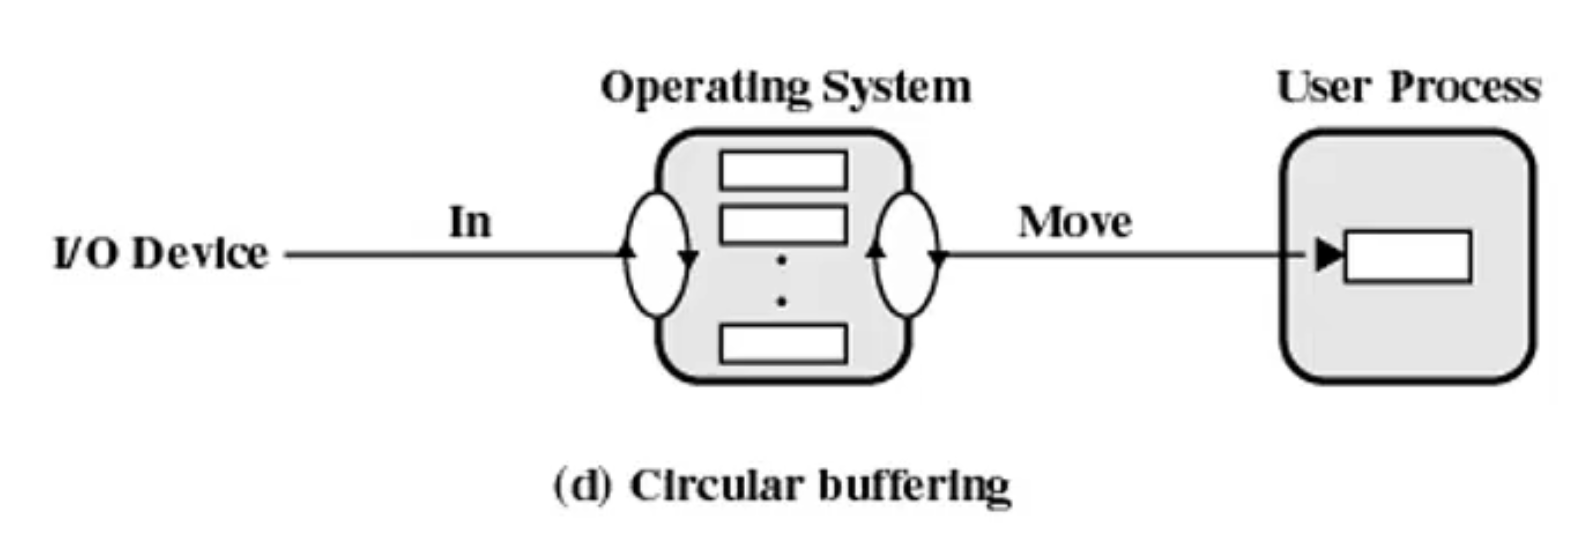 Operating System
User Process
In
Move
I/O Device
(d) Circular buffering